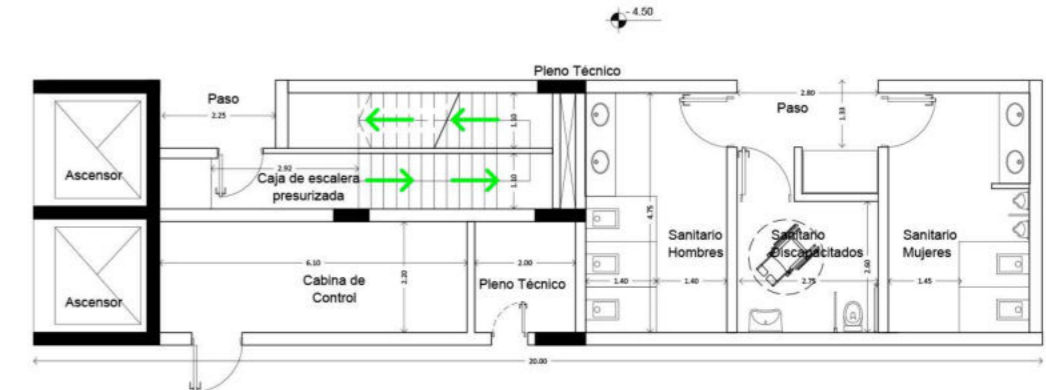 - 4.50
Pleno Técnico
Paso
2.25
2.80
Paso
1.33
1.10
1.10
2.92
Ascensor
Caja de escalera
presurizada
4.75
Sanitario
Hombres
Sanitario
Discapacitados
Sanitario
Mujeres
2.60
6.10
2.20
2.00
Cabina de
Control
Pleno Técnico
1.40
1.40
2.75
1.45
Ascensor
20.00